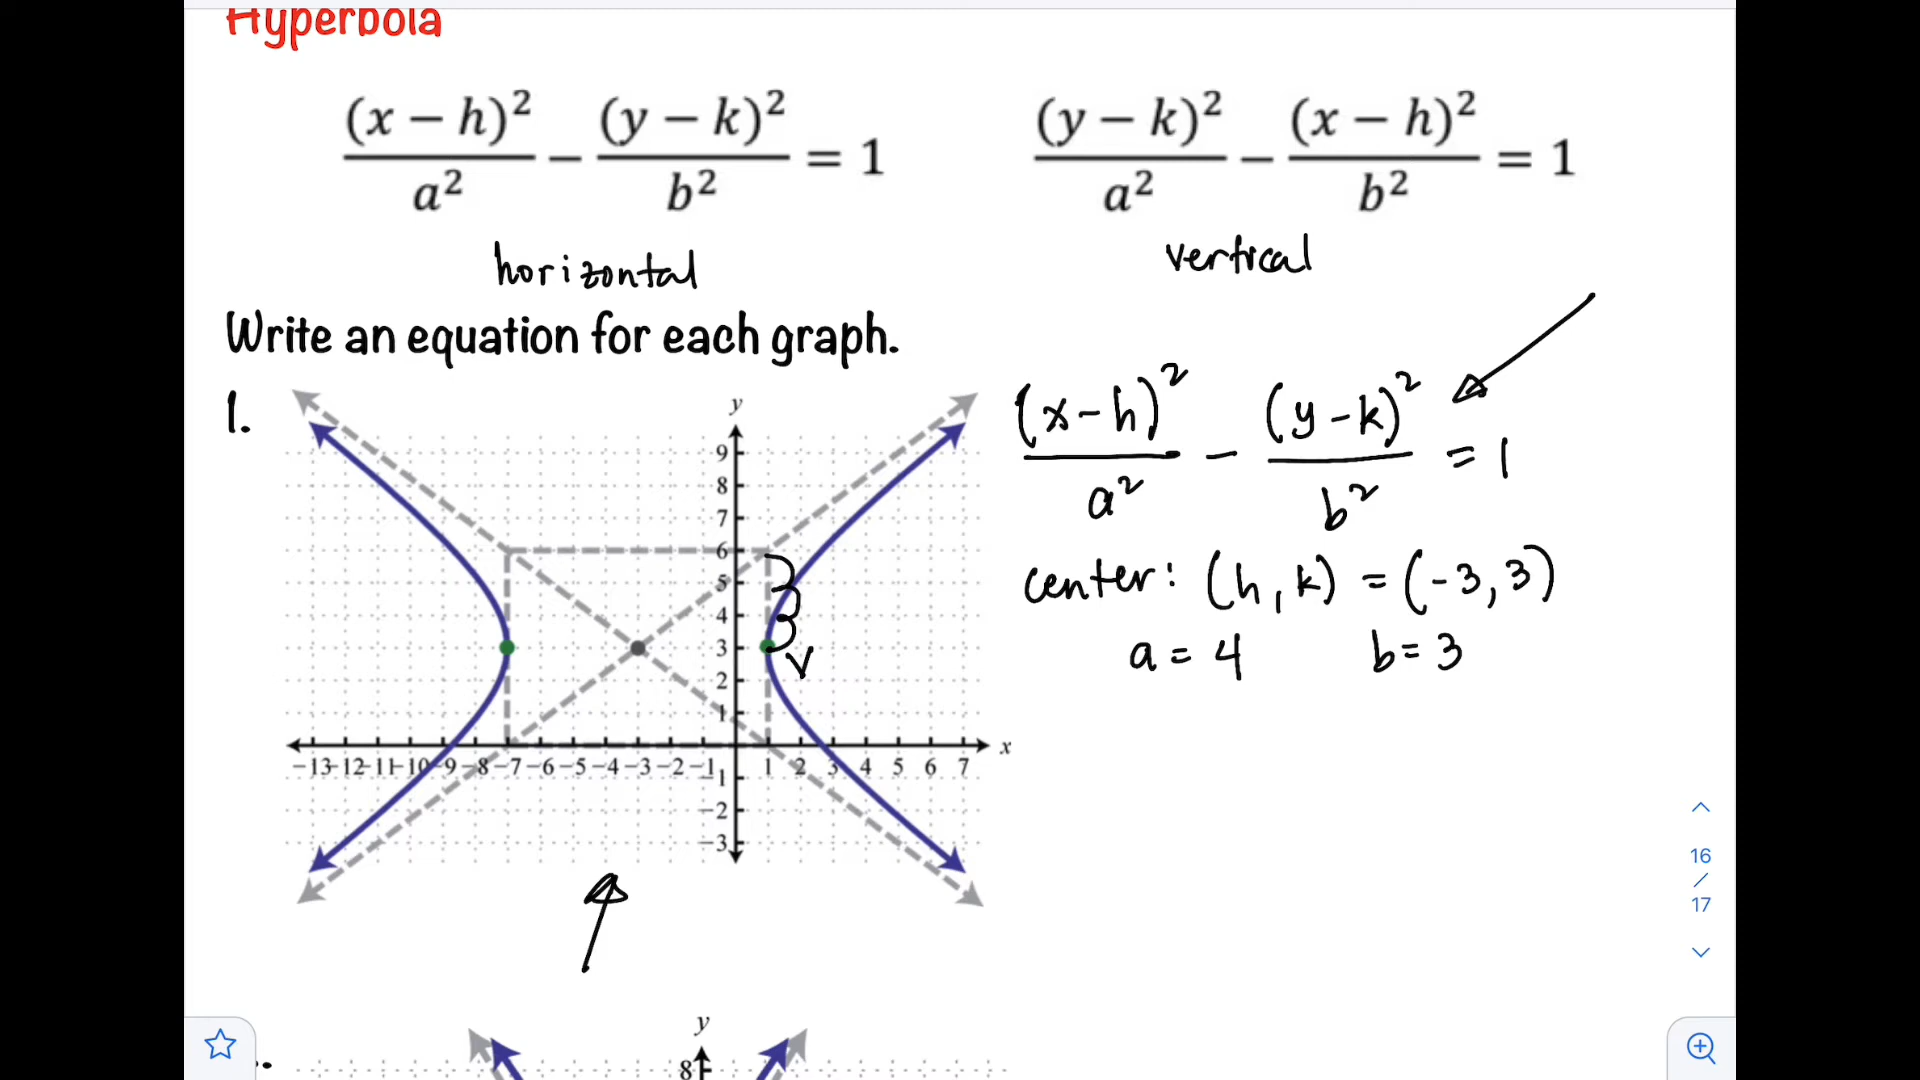 Hyperbola
(x − h)² / a² − (y − k)² / b² = 1
(y − k)² / a² − (x − h)² / b² = 1
horizontal
vertical
Write an equation for each graph.
1.
y
9
8
7
6
5
4
3
2
1
−13 −12 −11 −10 −9 −8 −7 −6 −5 −4 −3 −2 −1 1 2 3 4 5 6 7 x
−1
−2
−3
V
(x-h)² / a² - (y-k)² / b² = 1
center: (h,k) = (-3,3)
a = 4 b = 3
16
/
17
y
8